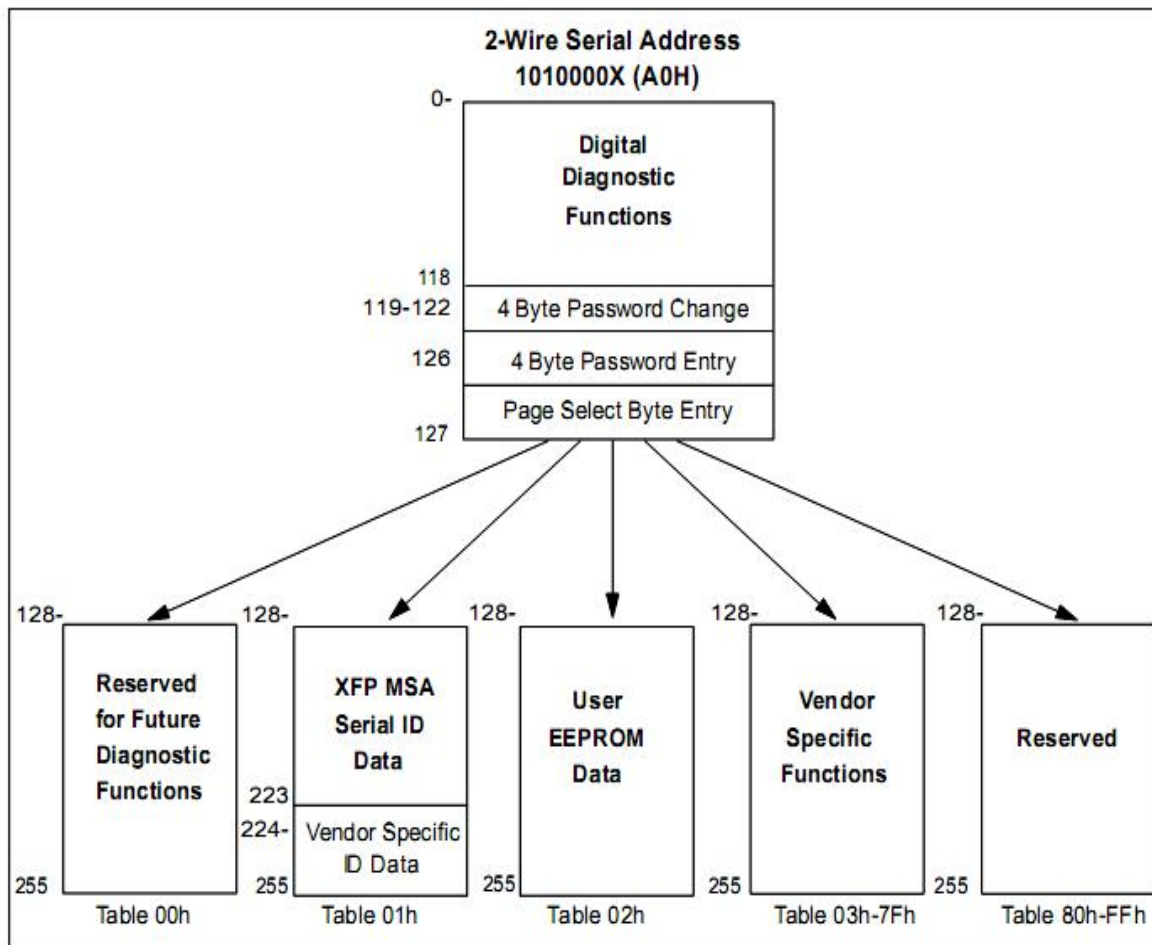 2-Wire Serial Address
1010000X (A0H)
0-
Digital
Diagnostic
Functions
118
119-122
4 Byte Password Change
126
4 Byte Password Entry
Page Select Byte Entry
127
128-
128-
128-
128-
128-
Reserved
for Future
Diagnostic
Functions
XFP MSA
Serial ID
Data
User
EEPROM
Data
Vendor
Specific
Functions
Reserved
223
224-
Vendor Specific
ID Data
255
255
255
255
255
Table 00h
Table 01h
Table 02h
Table 03h-7Fh
Table 80h-FFh